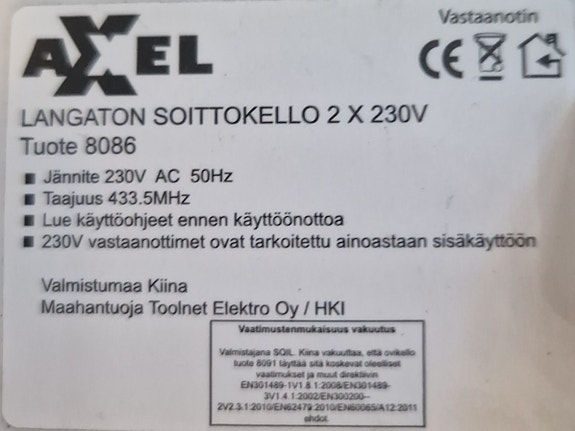 AXEL
Vastaanotin
CE
LANGATON SOITTOKELLO 2 X 230V
Tuote 8086
Jännite 230V AC 50Hz
Taajuus 433.5MHz
Lue käyttöohjeet ennen käyttöönottoa
230V vastaanottimet ovat tarkoitettu ainoastaan sisäkäyttöön
Valmistumaa Kiina
Maahantuoja Toolnet Elektro Oy / HKI
Vaatimustenmukaisuus vakuutus
Valmistajana SQIL. Kiina vakuuttaa, että ovikello
tuote 8091 täyttää sitä koskevat oleelliset
vaatimukset ja muut direktiivin
EN301489-1V1.8.1:2008/EN301489-
3V1.4.1:2002/EN300200--
2V2.3.1:2010/EN62479:2010/EN60065/A12:2011
ehdot.